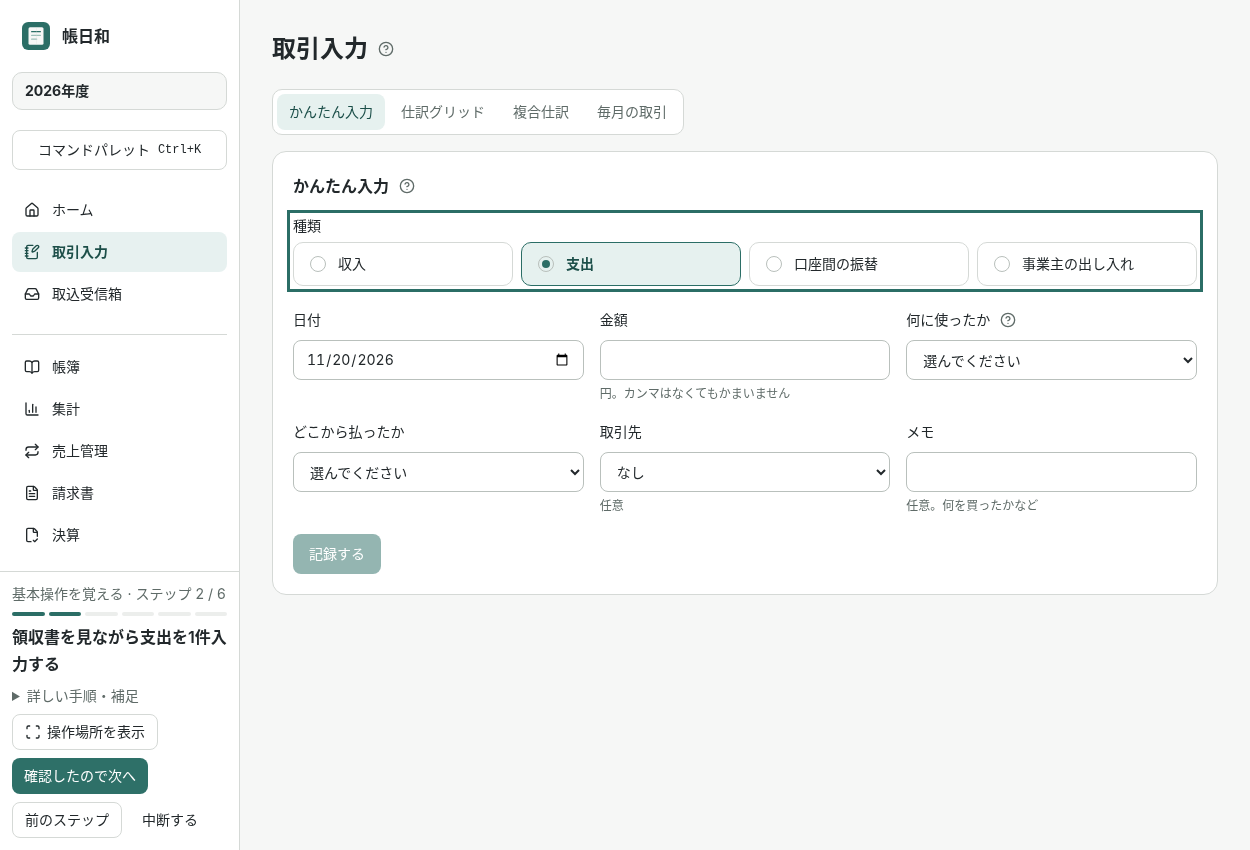 帳日和
2026年度
コマンドパレット Ctrl+K
ホーム
取引入力
取込受信箱
帳簿
集計
売上管理
請求書
決算
基本操作を覚える · ステップ 2 / 6
領収書を見ながら支出を1件入
力する
詳しい手順・補足
操作場所を表示
確認したので次へ
前のステップ 中断する
取引入力
かんたん入力 仕訳グリッド 複合仕訳 毎月の取引
かんたん入力
種類
収入 支出 口座間の振替 事業主の出し入れ
日付 金額 何に使ったか
11/20/2026 選んでください
円。カンマはなくてもかまいません
どこから払ったか 取引先 メモ
選んでください なし
任意 任意。何を買ったかなど
記録する